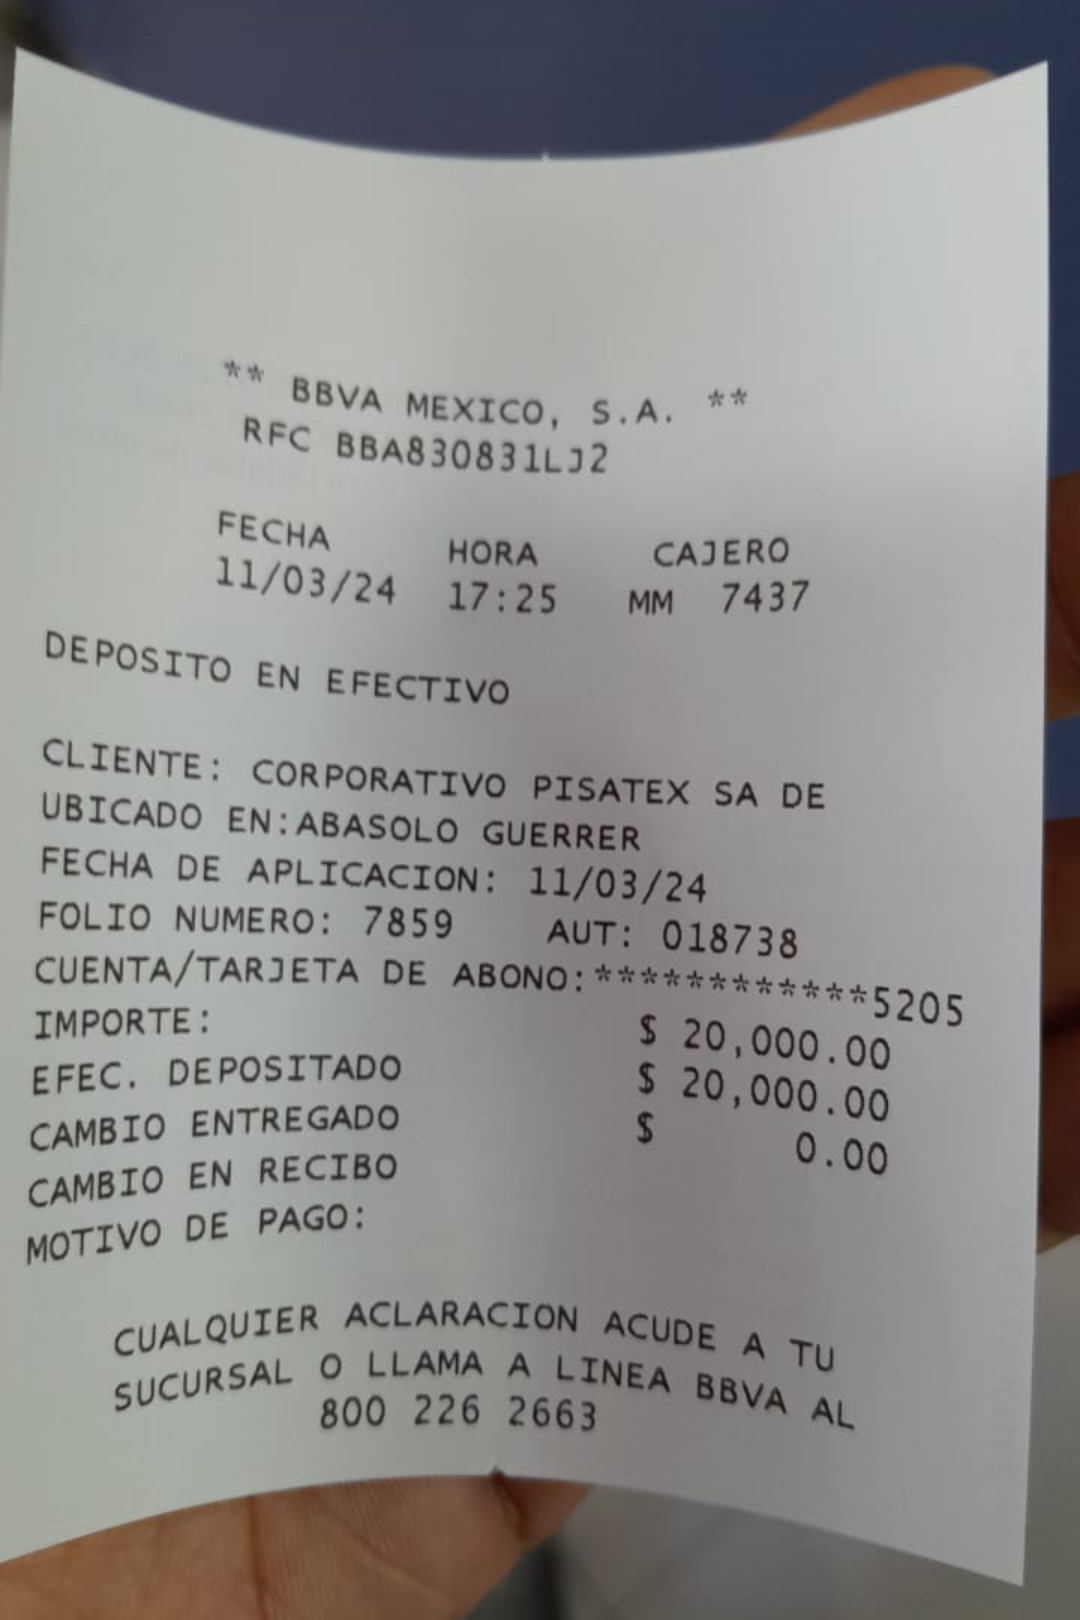 ** BBVA MEXICO, S.A. **
RFC BBA830831LJ2
FECHA HORA CAJERO
11/03/24 17:25 MM 7437
DEPOSITO EN EFECTIVO
CLIENTE: CORPORATIVO PISATEX SA DE
UBICADO EN:ABASOLO GUERRER
FECHA DE APLICACION: 11/03/24
FOLIO NUMERO: 7859 AUT: 018738
CUENTA/TARJETA DE ABONO:************5205
IMPORTE: $ 20,000.00
EFEC. DEPOSITADO $ 20,000.00
CAMBIO ENTREGADO $ 0.00
CAMBIO EN RECIBO
MOTIVO DE PAGO:
CUALQUIER ACLARACION ACUDE A TU
SUCURSAL O LLAMA A LINEA BBVA AL
800 226 2663